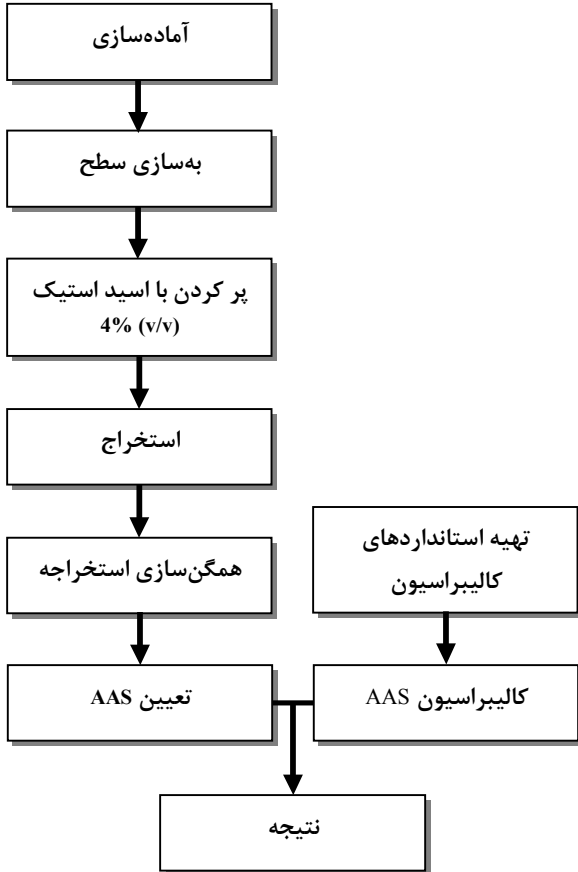 آماده‌سازی
به‌سازی سطح
پر کردن با اسید استیک
4% (v/v)
استخراج
همگن‌سازی استخراجه
تهیه استانداردهای
کالیبراسیون
تعیین AAS
کالیبراسیون AAS
نتیجه